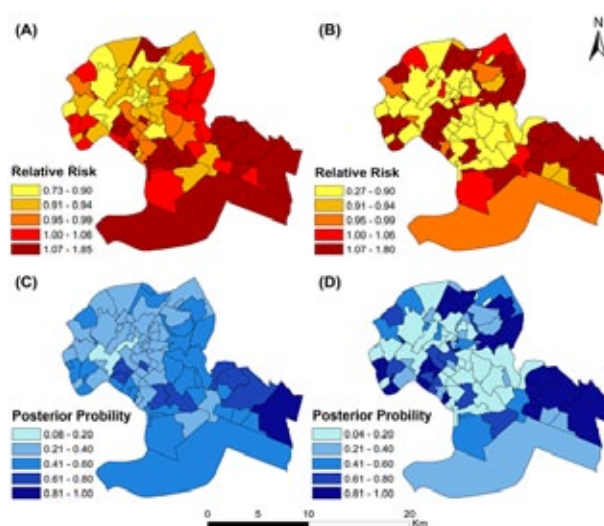 (A)
(B)
N
Relative Risk
0.73 - 0.90
0.91 - 0.94
0.95 - 0.99
1.00 - 1.06
1.07 - 1.85
Relative Risk
0.27 - 0.90
0.91 - 0.94
0.95 - 0.99
1.00 - 1.06
1.07 - 1.80
(C)
(D)
Posterior Probility
0.08 - 0.20
0.21 - 0.40
0.41 - 0.60
0.61 - 0.80
0.81 - 1.00
Posterior Probility
0.04 - 0.20
0.21 - 0.40
0.41 - 0.60
0.61 - 0.80
0.81 - 1.00
0 5 10 20
Km